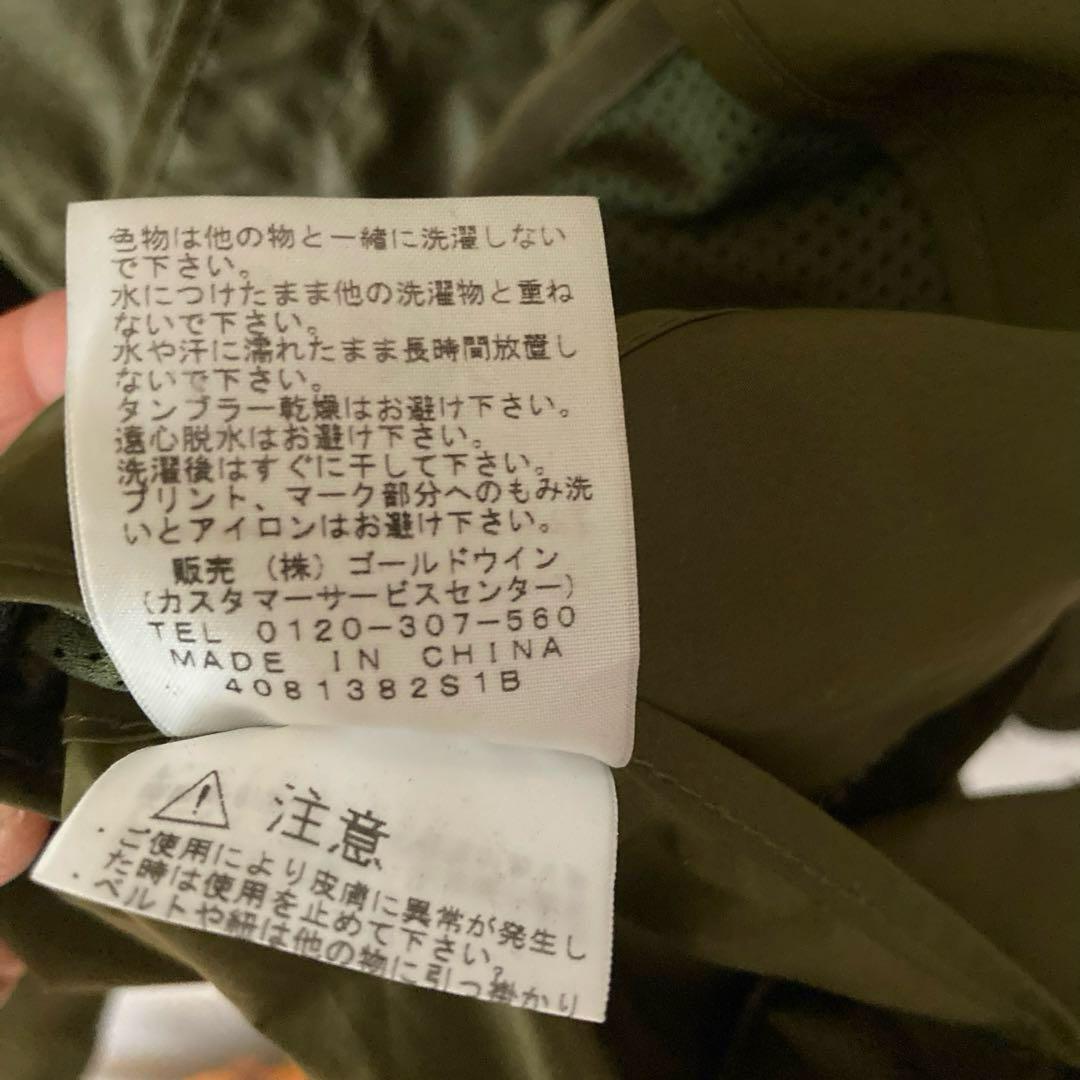 色物は他の物と一緒に洗濯しない
で下さい。
水につけたまま他の洗濯物と重ね
ないで下さい。
水や汗に濡れたまま長時間放置し
ないで下さい。
タンブラー乾燥はお避け下さい。
遠心脱水はお避け下さい。
洗濯後はすぐに干して下さい。
プリント、マーク部分へのもみ洗
いとアイロンはお避け下さい。
販売 (株) ゴールドウイン
(カスタマーサービスセンター)
TEL 0120-307-560
MADE IN CHINA
4081382S1B
注意
・ご使用により皮膚に異常が発生し
た時は使用を止めて下さい。
・ベルトや紐は他の物に引っ掛かり